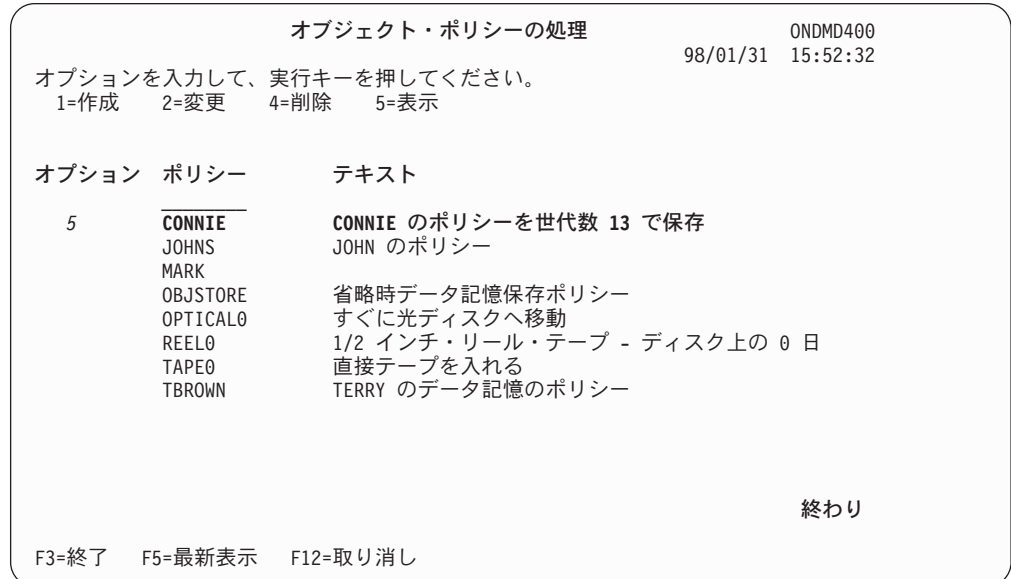 オブジェクト・ポリシーの処理 ONDMD400
98/01/31 15:52:32
オプションを入力して、実行キーを押してください。
1=作成 2=変更 4=削除 5=表示
オプション ポリシー テキスト
________
5 CONNIE CONNIE のポリシーを世代数 13 で保存
JOHNS JOHN のポリシー
MARK
OBJSTORE 省略時データ記憶保存ポリシー
OPTICAL0 すぐに光ディスクへ移動
REEL0 1/2 インチ・リール・テープ - ディスク上の 0 日
TAPE0 直接テープを入れる
TBROWN TERRY のデータ記憶のポリシー
終わり
F3=終了 F5=最新表示 F12=取り消し